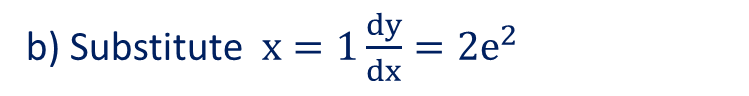 b) Substitute x = 1 dy/dx = 2e²